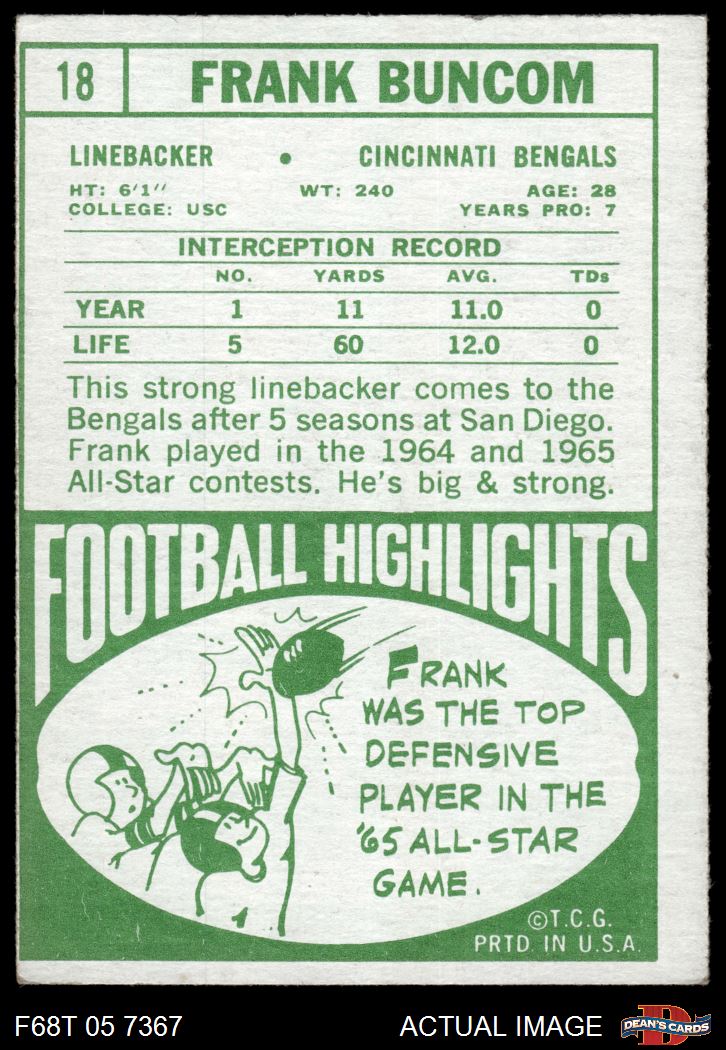 18 FRANK BUNCOM
LINEBACKER • CINCINNATI BENGALS
HT: 6'1" WT: 240 AGE: 28
COLLEGE: USC YEARS PRO: 7
INTERCEPTION RECORD
NO. YARDS AVG. TDs
YEAR 1 11 11.0 0
LIFE 5 60 12.0 0
This strong linebacker comes to the
Bengals after 5 seasons at San Diego.
Frank played in the 1964 and 1965
All-Star contests. He's big & strong.
FOOTBALL HIGHLIGHTS
FRANK
WAS THE TOP
DEFENSIVE
PLAYER IN THE
'65 ALL-STAR
GAME.
©T.C.G.
PRTD. IN U.S.A.
F68T 05 7367 ACTUAL IMAGE D DEAN'S CARDS